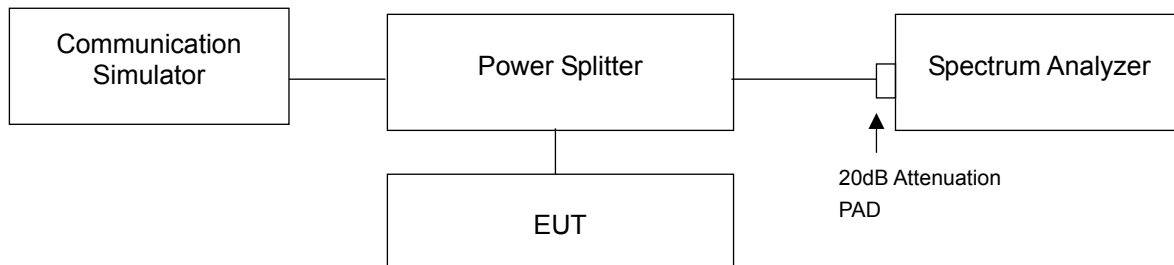 Communication
Simulator
Power Splitter
Spectrum Analyzer
20dB Attenuation
PAD
EUT